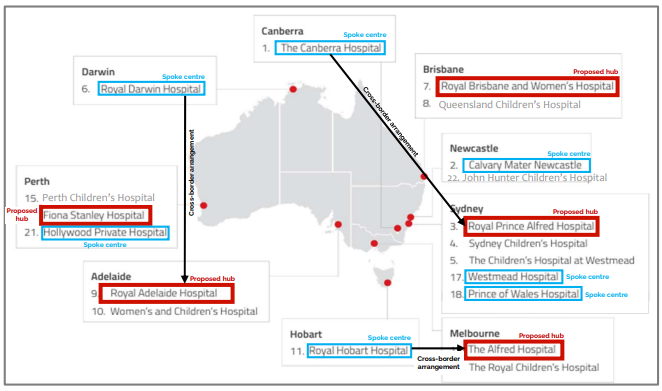 Canberra
Spoke centre
1. The Canberra Hospital
Darwin
Spoke centre
6. Royal Darwin Hospital
Brisbane
Proposed hub
7. Royal Brisbane and Women's Hospital
8. Queensland Children's Hospital
Cross-border arrangement
Cross-border arrangement
Newcastle
Spoke centre
2. Calvary Mater Newcastle
22. John Hunter Children's Hospital
Perth
15. Perth Children's Hospital
Proposed hub
Fiona Stanley Hospital
21. Hollywood Private Hospital
Spoke centre
Sydney
Proposed hub
3. Royal Prince Alfred Hospital
4. Sydney Children's Hospital
5. The Children's Hospital at Westmead
17. Westmead Hospital Spoke centre
18. Prince of Wales Hospital Spoke centre
Adelaide
Proposed hub
9. Royal Adelaide Hospital
10. Women's and Children's Hospital
Hobart
Spoke centre
11. Royal Hobart Hospital
Cross-border
arrangement
Melbourne
Proposed hub
The Alfred Hospital
The Royal Children's Hospital